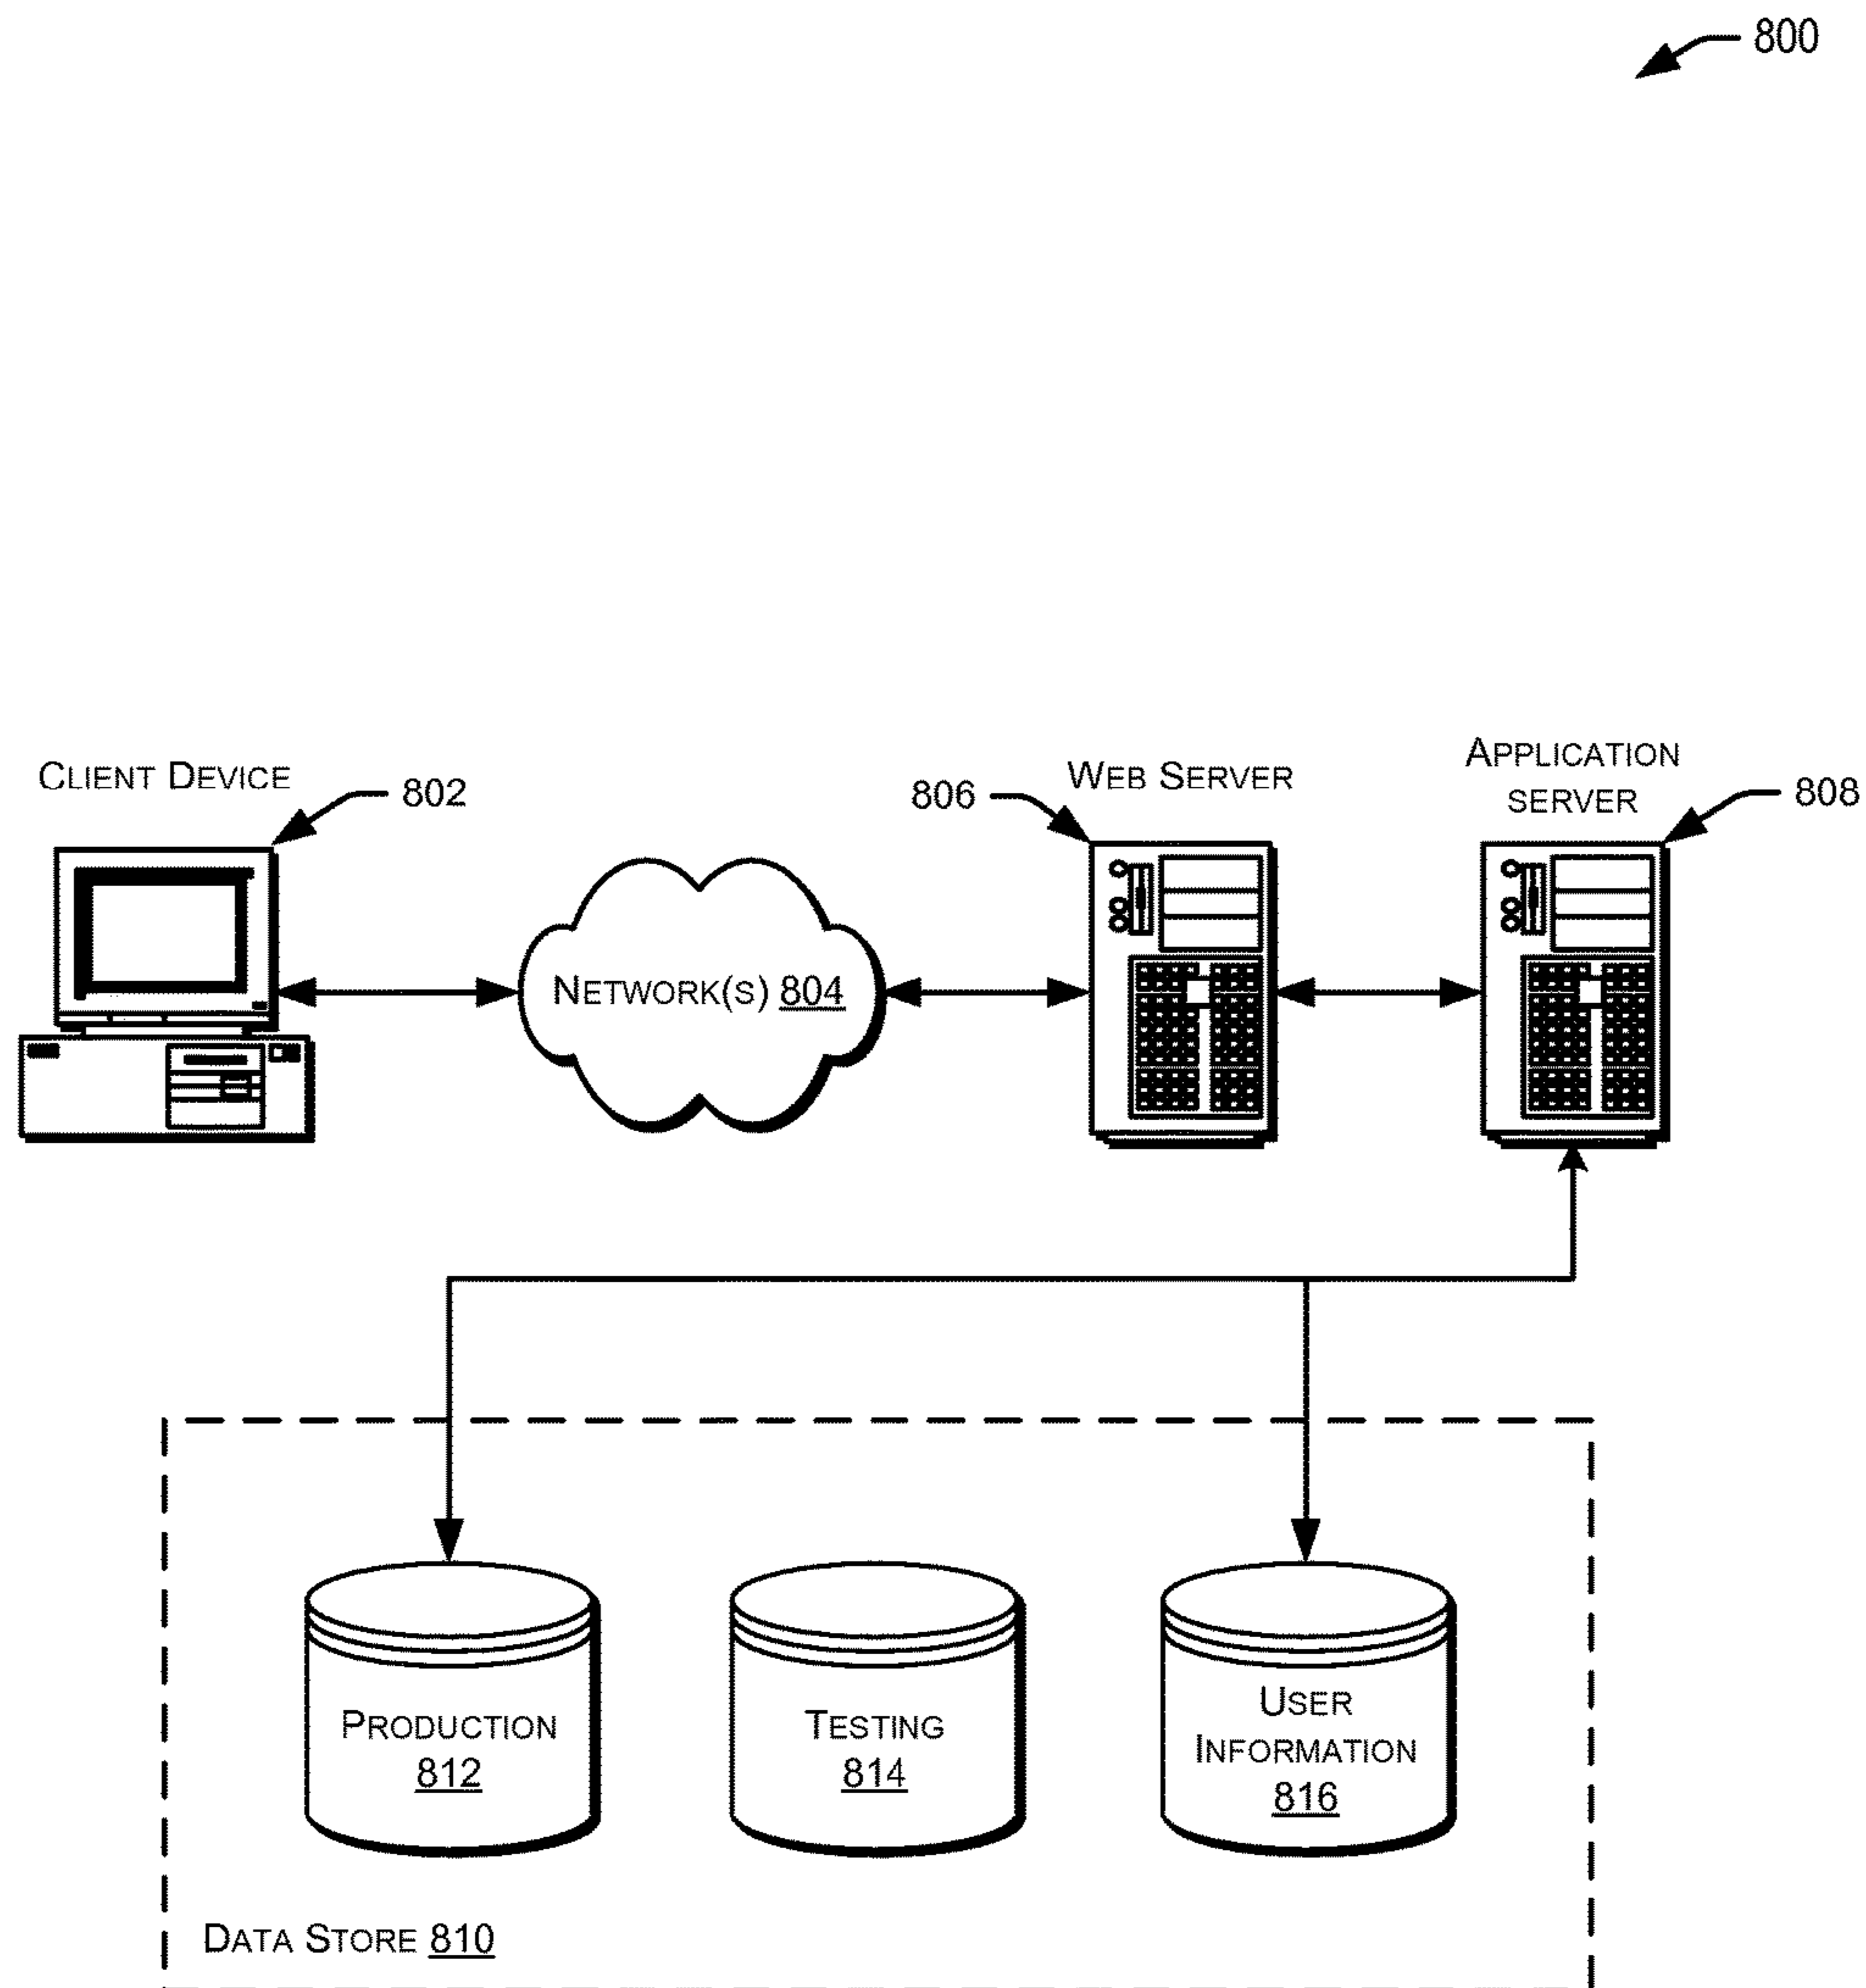 800
CLIENT DEVICE
802
806
WEB SERVER
APPLICATION
SERVER
808
NETWORK(S) 804
PRODUCTION
812
TESTING
814
USER
INFORMATION
816
DATA STORE 810